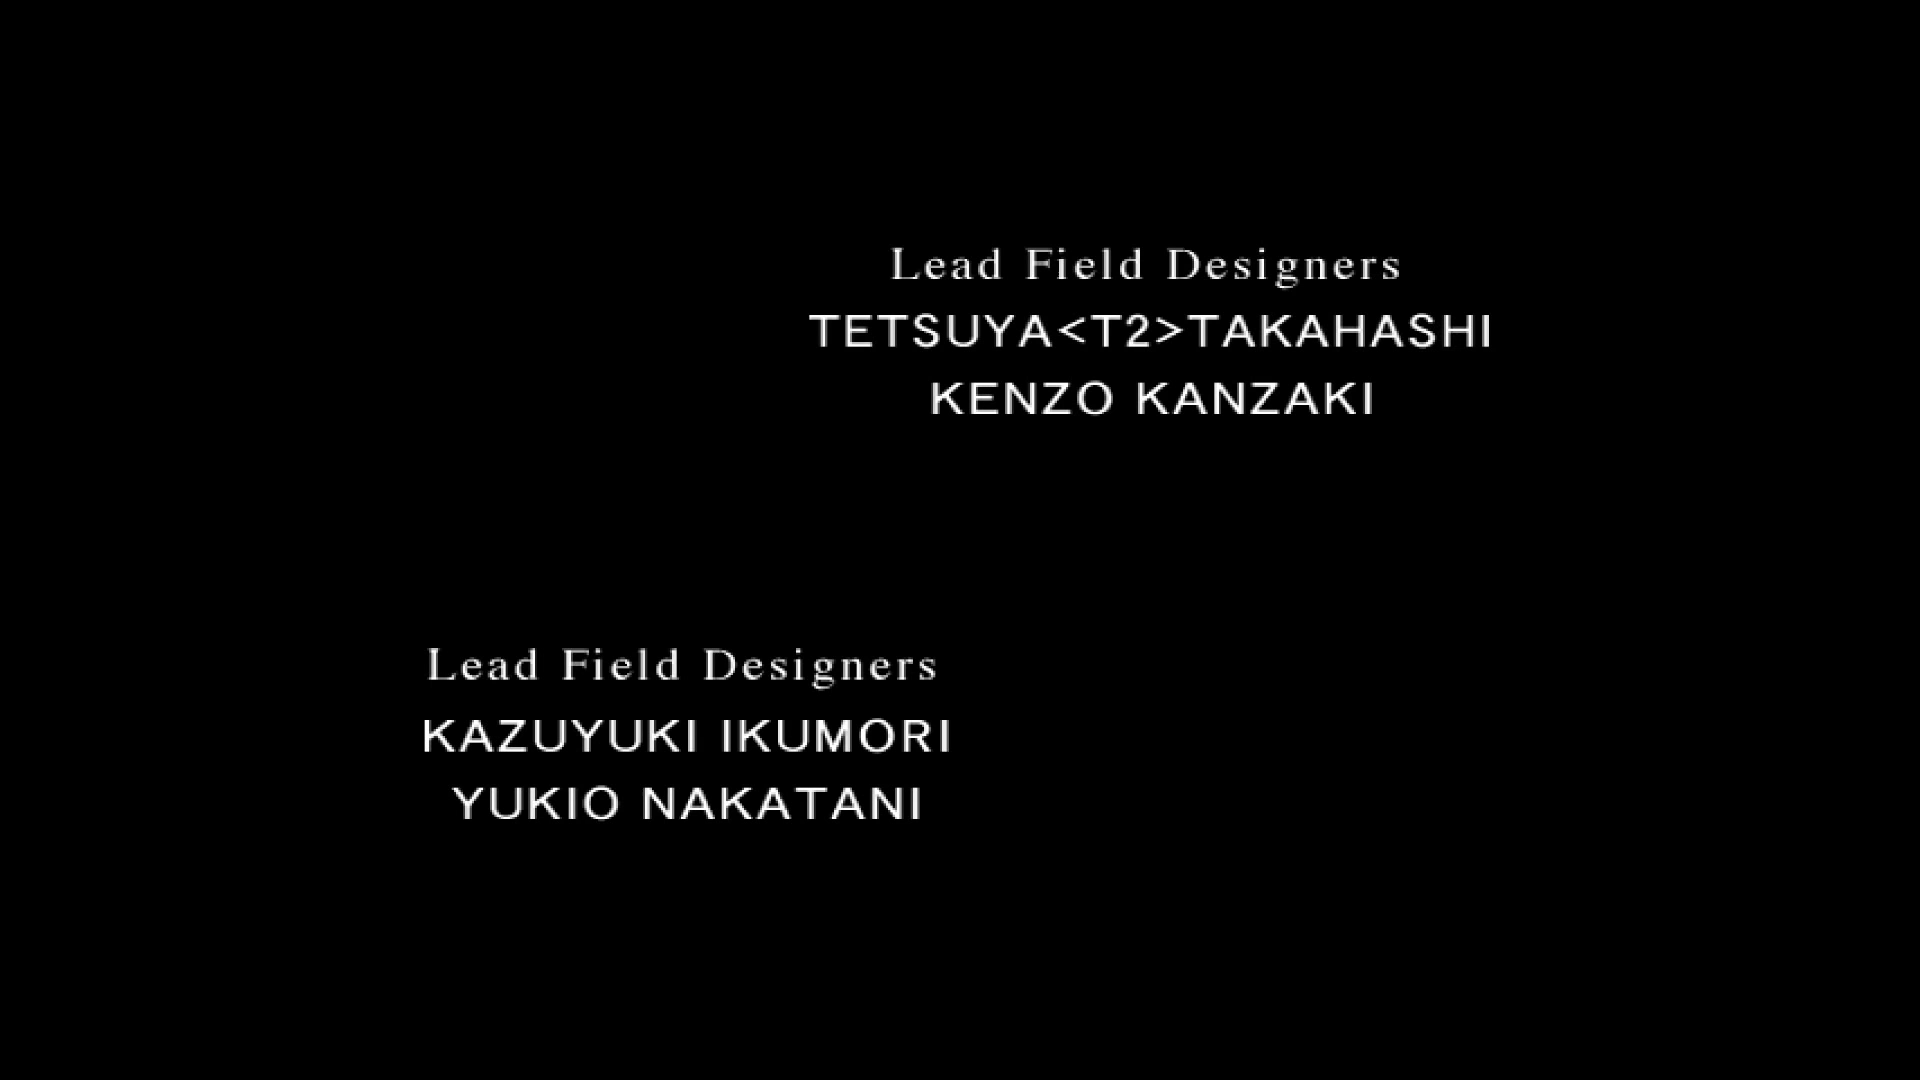 Lead Field Designers
TETSUYA<T2>TAKAHASHI
KENZO KANZAKI
Lead Field Designers
KAZUYUKI IKUMORI
YUKIO NAKATANI